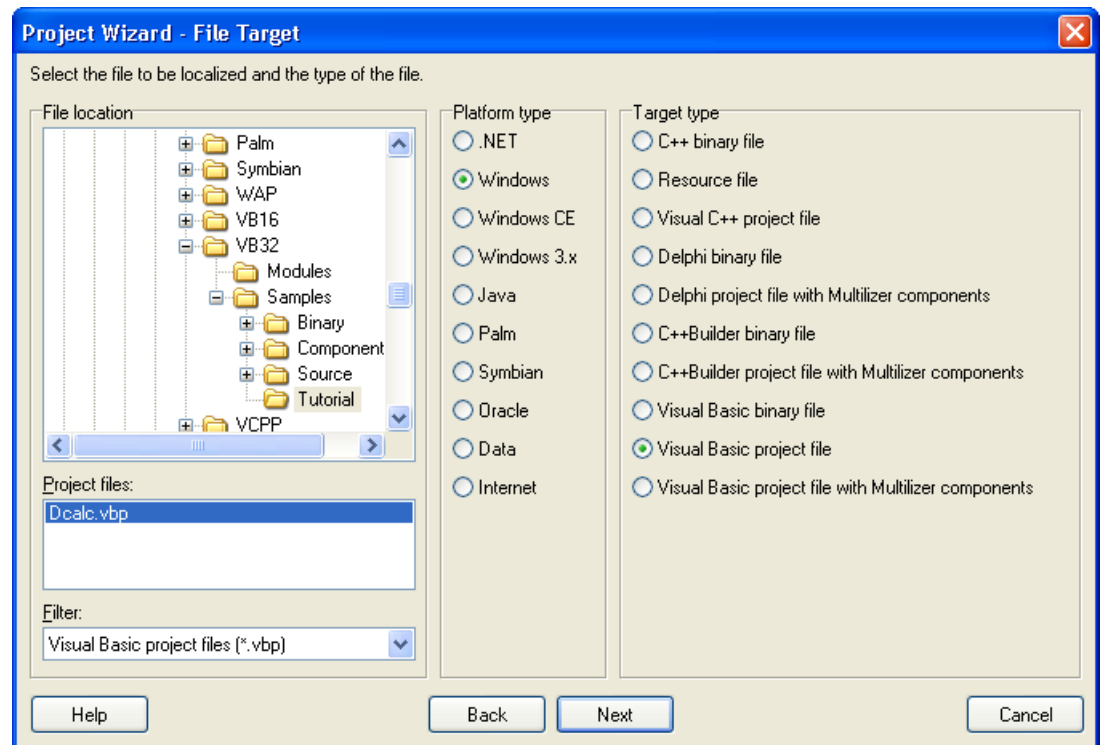 Project Wizard - File Target
Select the file to be localized and the type of the file.
File location
Palm
Symbian
WAP
VB16
VB32
Modules
Samples
Binary
Component
Source
Tutorial
VCPP
Project files:
Dcalc.vbp
Filter:
Visual Basic project files (*.vbp)
Platform type
.NET
Windows
Windows CE
Windows 3.x
Java
Palm
Symbian
Oracle
Data
Internet
Target type
C++ binary file
Resource file
Visual C++ project file
Delphi binary file
Delphi project file with Multilizer components
C++Builder binary file
C++Builder project file with Multilizer components
Visual Basic binary file
Visual Basic project file
Visual Basic project file with Multilizer components
Help
Back
Next
Cancel